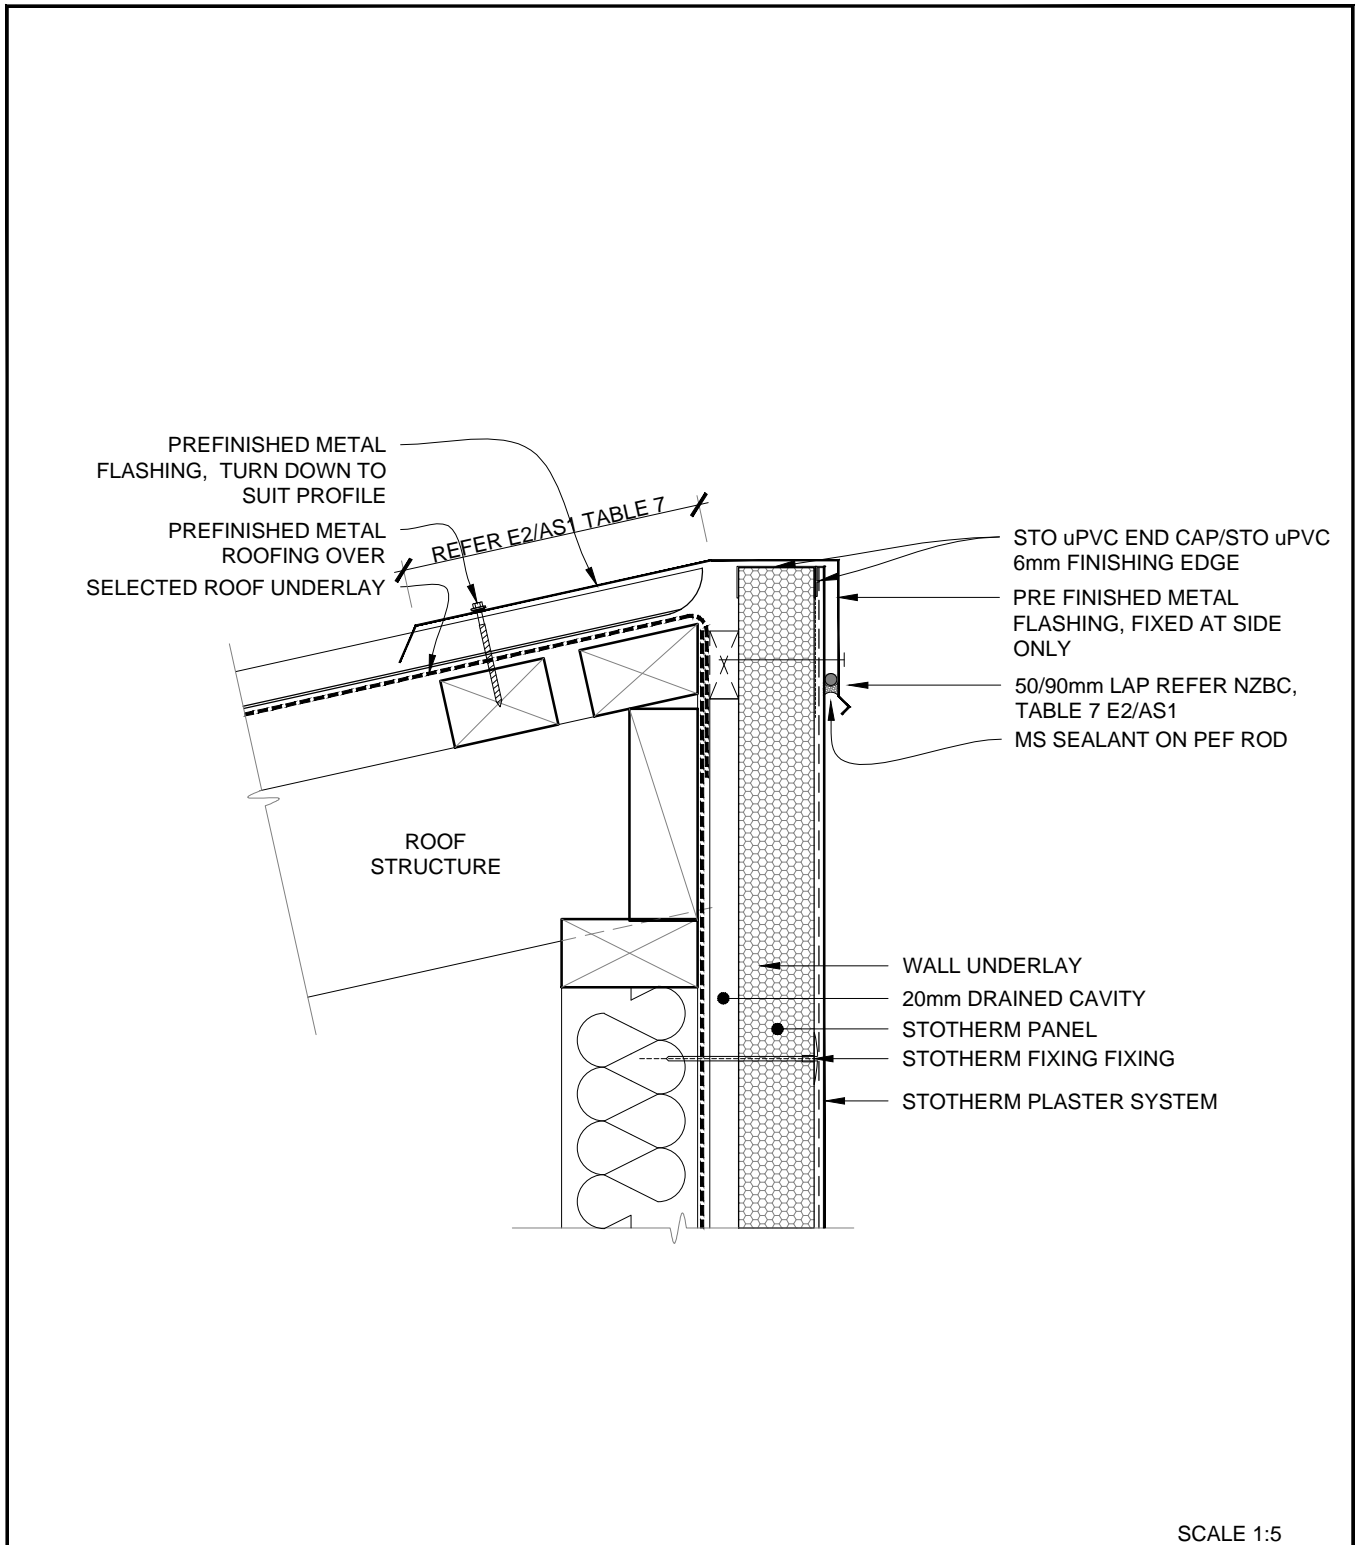 PREFINISHED METAL
FLASHING, TURN DOWN TO
SUIT PROFILE
PREFINISHED METAL
ROOFING OVER
SELECTED ROOF UNDERLAY
REFER E2/AS1 TABLE 7
STO uPVC END CAP/STO uPVC
6mm FINISHING EDGE
PRE FINISHED METAL
FLASHING, FIXED AT SIDE
ONLY
50/90mm LAP REFER NZBC,
TABLE 7 E2/AS1
MS SEALANT ON PEF ROD
ROOF
STRUCTURE
WALL UNDERLAY
20mm DRAINED CAVITY
STOTHERM PANEL
STOTHERM FIXING FIXING
STOTHERM PLASTER SYSTEM
SCALE 1:5